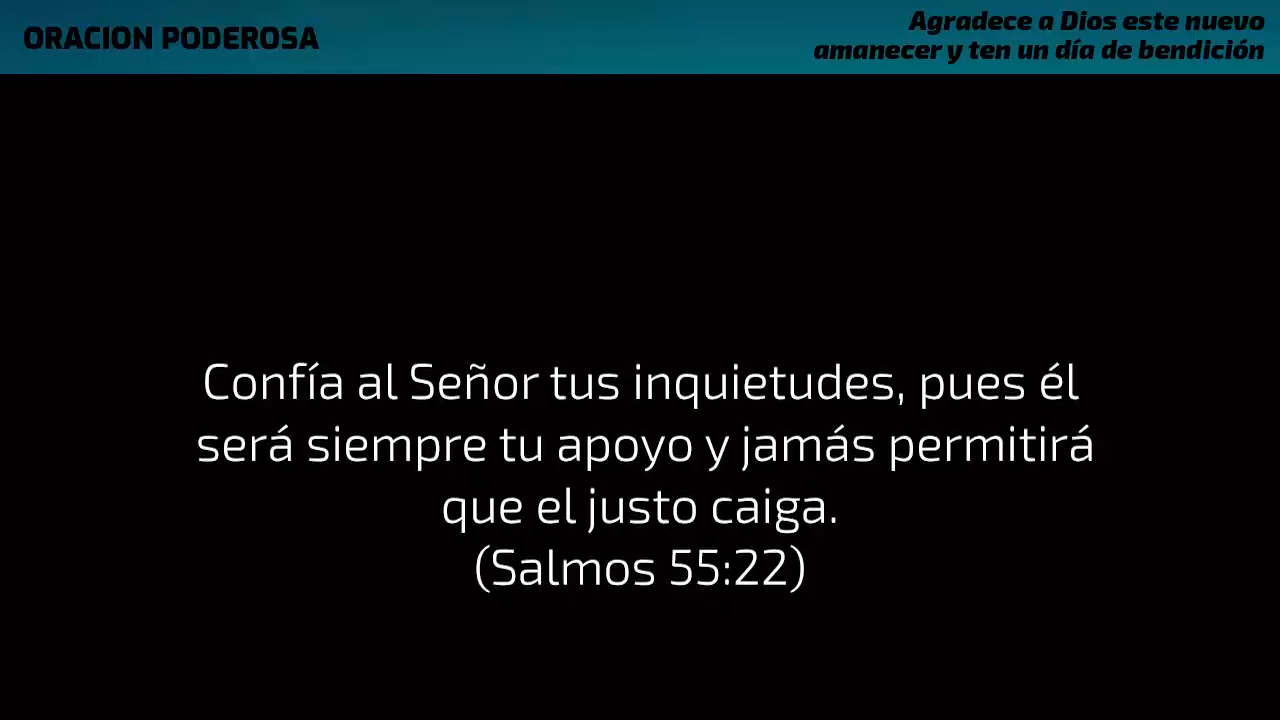 ORACION PODEROSA
Agradece a Dios este nuevo
amanecer y ten un día de bendición
Confía al Señor tus inquietudes, pues él
será siempre tu apoyo y jamás permitirá
que el justo caiga.
(Salmos 55:22)